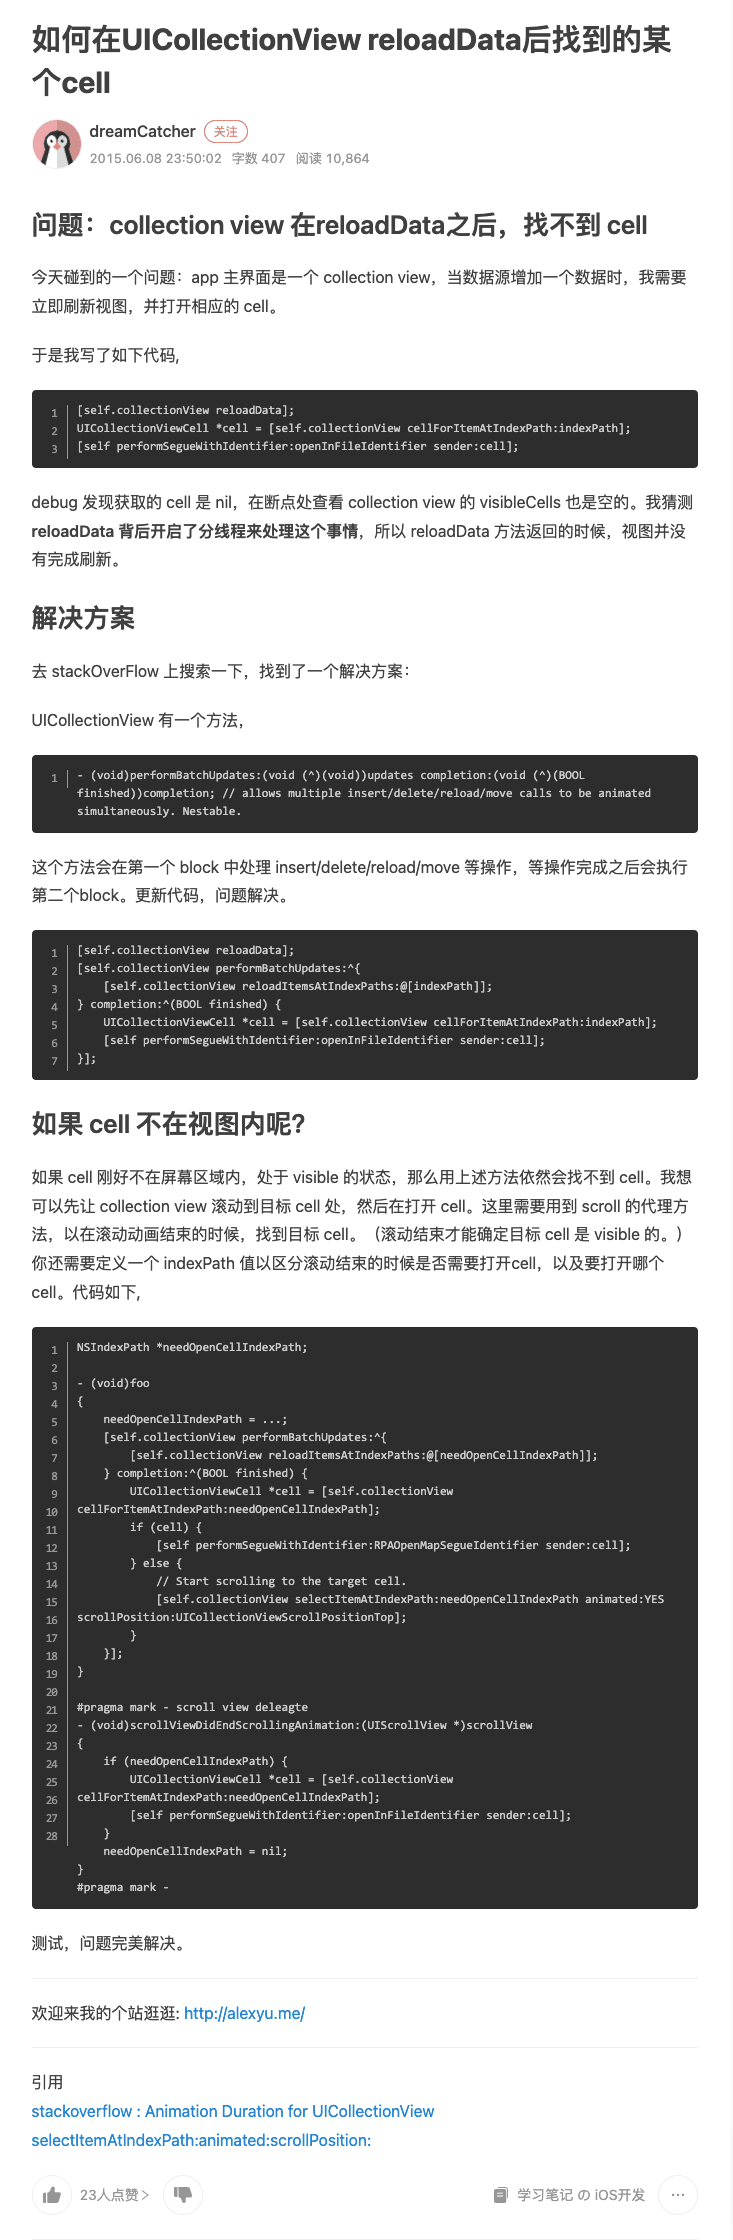 如何在UICollectionView reloadData后找到的某
个cell
dreamCatcher 关注
2015.06.08 23:50:02 字数 407 阅读 10,864
问题：collection view 在reloadData之后，找不到 cell
今天碰到的一个问题：app 主界面是一个 collection view，当数据源增加一个数据时，我需要
立即刷新视图，并打开相应的 cell。
于是我写了如下代码，
1 [self.collectionView reloadData];
2 UICollectionViewCell *cell = [self.collectionView cellForItemAtIndexPath:indexPath];
3 [self performSegueWithIdentifier:openInFileIdentifier sender:cell];
debug 发现获取的 cell 是 nil，在断点处查看 collection view 的 visibleCells 也是空的。我猜测
reloadData 背后开启了分线程来处理这个事情，所以 reloadData 方法返回的时候，视图并没
有完成刷新。
解决方案
去 stackOverFlow 上搜索一下，找到了一个解决方案：
UICollectionView 有一个方法，
1 - (void)performBatchUpdates:(void (^)(void))updates completion:(void (^)(BOOL
finished))completion; // allows multiple insert/delete/reload/move calls to be animated
simultaneously. Nestable.
这个方法会在第一个 block 中处理 insert/delete/reload/move 等操作，等操作完成之后会执行
第二个block。更新代码，问题解决。
1 [self.collectionView reloadData];
2 [self.collectionView performBatchUpdates:^{
3     [self.collectionView reloadItemsAtIndexPaths:@[indexPath]];
4 } completion:^(BOOL finished) {
5     UICollectionViewCell *cell = [self.collectionView cellForItemAtIndexPath:indexPath];
6     [self performSegueWithIdentifier:openInFileIdentifier sender:cell];
7 }];
如果 cell 不在视图内呢？
如果 cell 刚好不在屏幕区域内，处于 visible 的状态，那么用上述方法依然会找不到 cell。我想
可以先让 collection view 滚动到目标 cell 处，然后在打开 cell。这里需要用到 scroll 的代理方
法，以在滚动动画结束的时候，找到目标 cell。（滚动结束才能确定目标 cell 是 visible 的。）
你还需要定义一个 indexPath 值以区分滚动结束的时候是否需要打开cell，以及要打开哪个
cell。代码如下，
1 NSIndexPath *needOpenCellIndexPath;
2
3 - (void)foo
4 {
5     needOpenCellIndexPath = ...;
6     [self.collectionView performBatchUpdates:^{
7         [self.collectionView reloadItemsAtIndexPaths:@[needOpenCellIndexPath]];
8     } completion:^(BOOL finished) {
9         UICollectionViewCell *cell = [self.collectionView
10 cellForItemAtIndexPath:needOpenCellIndexPath];
11         if (cell) {
12             [self performSegueWithIdentifier:RPAOpenMapSegueIdentifier sender:cell];
13         } else {
14             // Start scrolling to the target cell.
15             [self.collectionView selectItemAtIndexPath:needOpenCellIndexPath animated:YES
16 scrollPosition:UICollectionViewScrollPositionTop];
17         }
18     }];
19 }
20
21 #pragma mark - scroll view deleagte
22 - (void)scrollViewDidEndScrollingAnimation:(UIScrollView *)scrollView
23 {
24     if (needOpenCellIndexPath) {
25         UICollectionViewCell *cell = [self.collectionView
26 cellForItemAtIndexPath:needOpenCellIndexPath];
27         [self performSegueWithIdentifier:openInFileIdentifier sender:cell];
28     }
    needOpenCellIndexPath = nil;
}
#pragma mark -
测试，问题完美解决。
欢迎来我的个站逛逛: http://alexyu.me/
引用
stackoverflow : Animation Duration for UICollectionView
selectItemAtIndexPath:animated:scrollPosition:
23人点赞 > 学习笔记 の iOS开发 ...